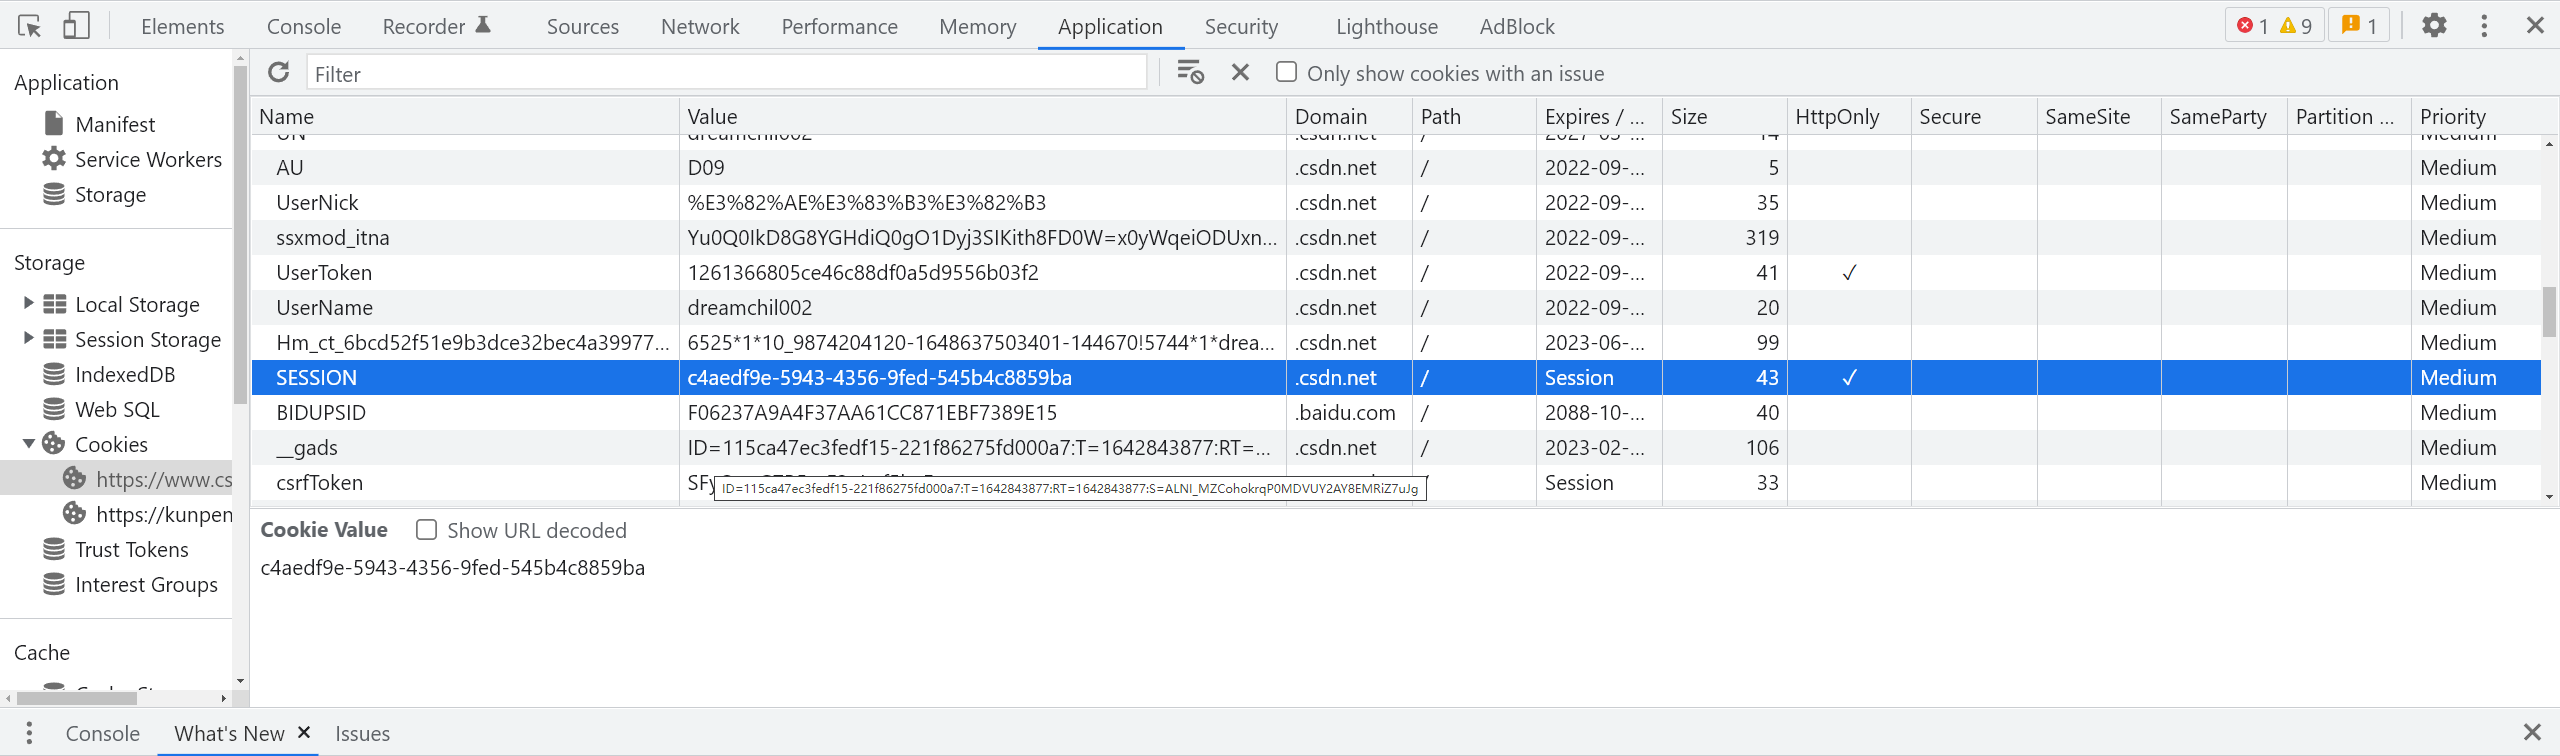 Elements Console Recorder Sources Network Performance Memory Application Security Lighthouse AdBlock 1 9 1
Application
Manifest
Service Workers
Storage
Storage
Local Storage
Session Storage
IndexedDB
Web SQL
Cookies
https://www.cs
https://kunpen
Trust Tokens
Interest Groups
Cache
Filter Only show cookies with an issue
Name Value Domain Path Expires / ... Size HttpOnly Secure SameSite SameParty Partition ... Priority
UN dreamchil002 .csdn.net / 2027-03-... 14 Medium
AU D09 .csdn.net / 2022-09-... 5 Medium
UserNick %E3%82%AE%E3%83%B3%E3%82%B3 .csdn.net / 2022-09-... 35 Medium
ssxmod_itna Yu0Q0IkD8G8YGHdiQ0gO1Dyj3SIKith8FD0W=x0yWqeiODUxn... .csdn.net / 2022-09-... 319 Medium
UserToken 1261366805ce46c88df0a5d9556b03f2 .csdn.net / 2022-09-... 41 ✓ Medium
UserName dreamchil002 .csdn.net / 2022-09-... 20 Medium
Hm_ct_6bcd52f51e9b3dce32bec4a39977... 6525*1*10_9874204120-1648637503401-144670!5744*1*drea... .csdn.net / 2023-06-... 99 Medium
SESSION c4aedf9e-5943-4356-9fed-545b4c8859ba .csdn.net / Session 43 ✓ Medium
BIDUPSID F06237A9A4F37AA61CC871EBF7389E15 .baidu.com / 2088-10-... 40 Medium
__gads ID=115ca47ec3fedf15-221f86275fd000a7:T=1642843877:RT=... .csdn.net / 2023-02-... 106 Medium
csrfToken Session 33 Medium
ID=115ca47ec3fedf15-221f86275fd000a7:T=1642843877:RT=1642843877:S=ALNI_MZCohokrqP0MDVUY2AY8EMRiZ7uJg
Cookie Value Show URL decoded
c4aedf9e-5943-4356-9fed-545b4c8859ba
Console What's New Issues